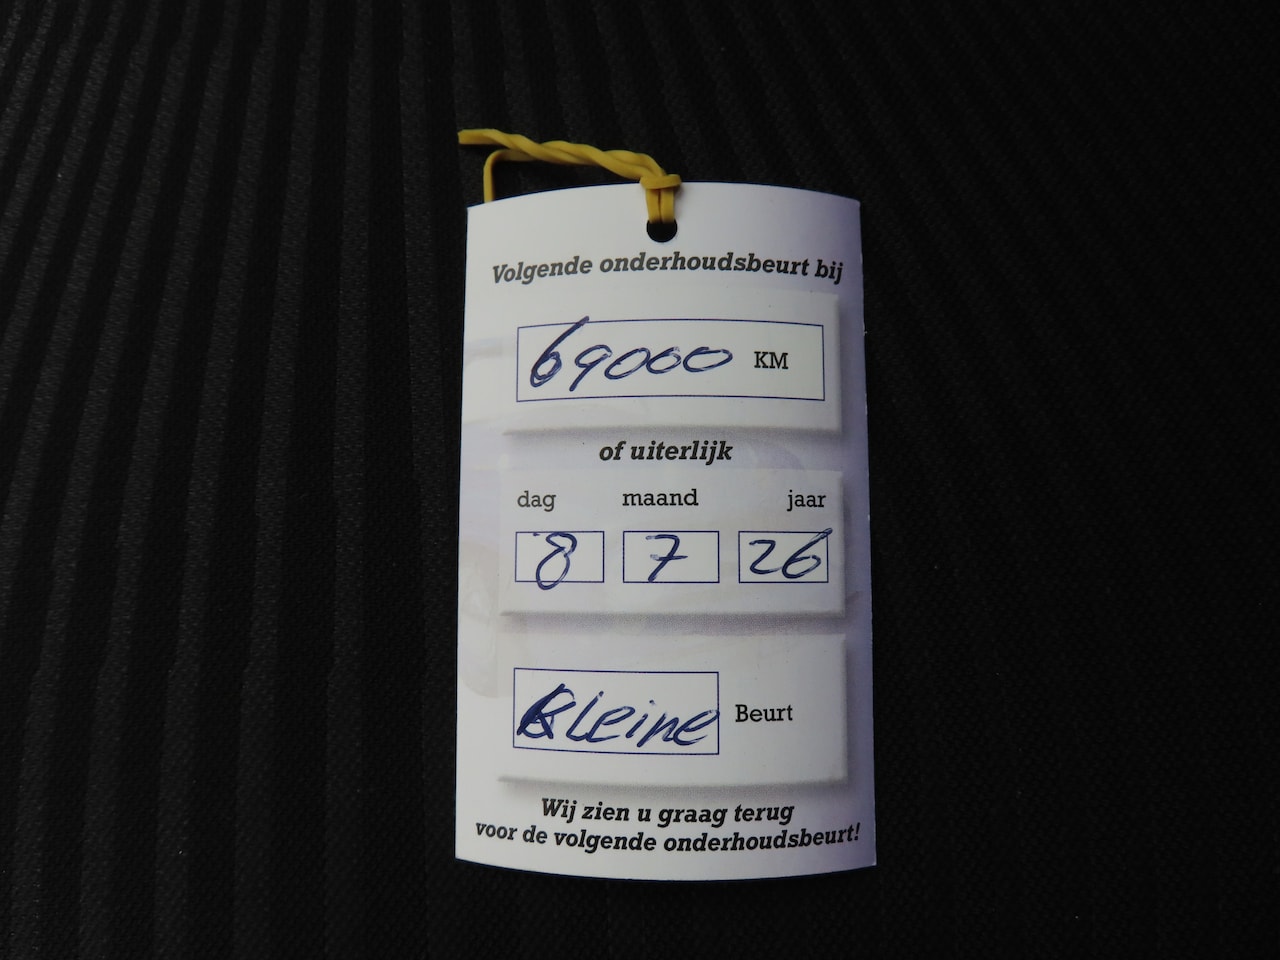 Volgende onderhoudsbeurt bij
69000 KM
of uiterlijk
dag maand jaar
8 7 26
Kleine Beurt
Wij zien u graag terug
voor de volgende onderhoudsbeurt!